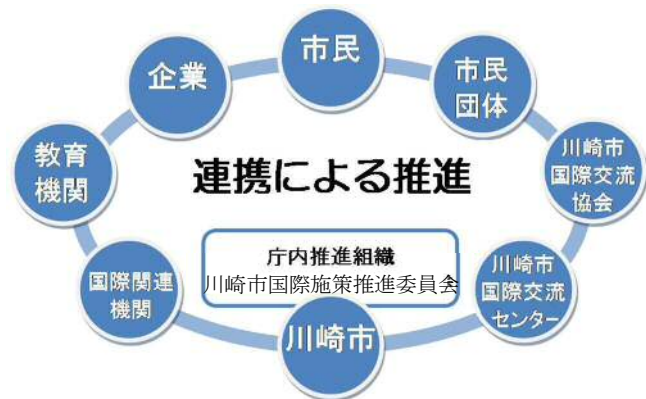 市民
企業
市民
団体
教育
機関
連携による推進
川崎市
国際交流
協会
庁内推進組織
川崎市国際施策推進委員会
国際関連
機関
川崎市
国際交流
センター
川崎市